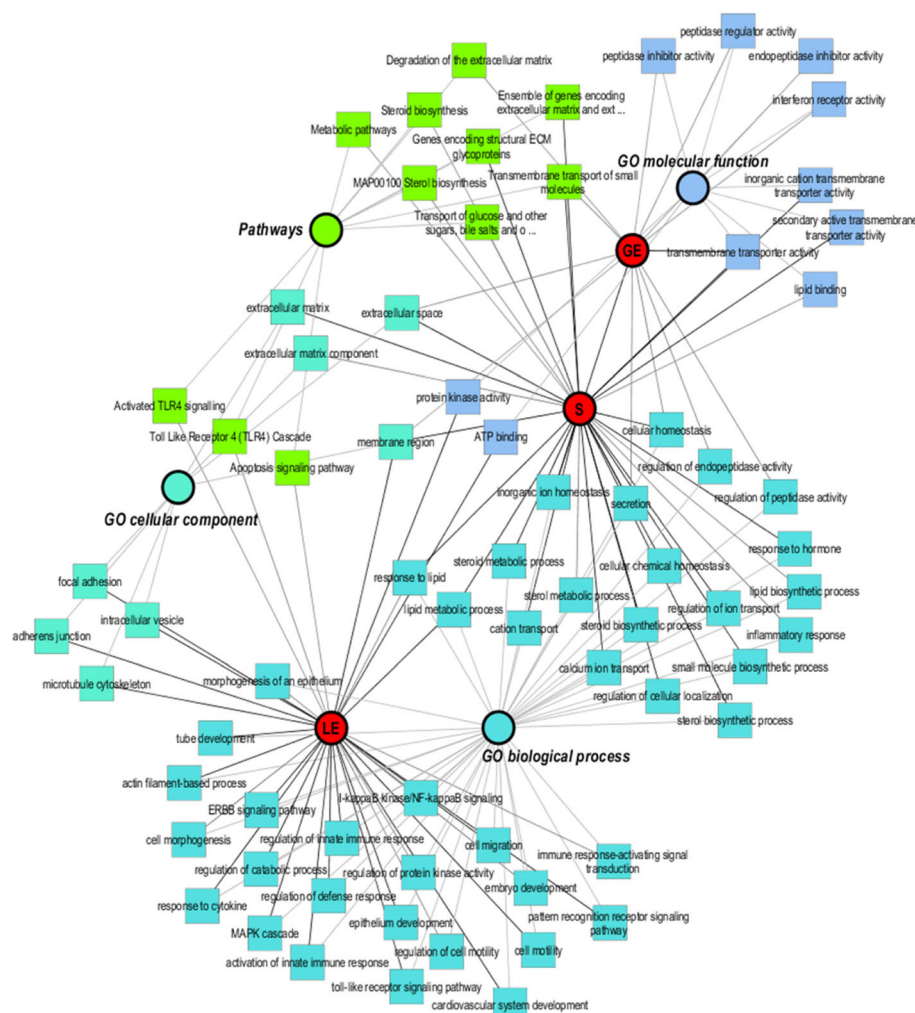 peptidase regulator activity
peptidase inhibitor activity
endopeptidase inhibitor activity
Degradation of the extracellular matrix
interferon receptor activity
Ensemble of genes encoding
extracellular matrix and ext ...
Steroid biosynthesis
Metabolic pathways
Genes encoding structural ECM
glycoproteins
GO molecular function
MAP00100 Sterol biosynthesis
Transmembrane transport of small
molecules
inorganic cation transmembrane
transporter activity
Pathways
Transport of glucose and other
sugars, bile salts and o ...
secondary active transmembrane
transporter activity
GE
transmembrane transporter activity
lipid binding
extracellular matrix
extracellular space
extracellular matrix component
protein kinase activity
Activated TLR4 signalling
S
Toll Like Receptor 4 (TLR4) Cascade
membrane region
ATP binding
cellular homeostasis
Apoptosis signaling pathway
regulation of endopeptidase activity
GO cellular component
inorganic ion homeostasis
secretion
regulation of peptidase activity
response to hormone
focal adhesion
response to lipid
steroid metabolic process
cellular chemical homeostasis
lipid biosynthetic process
lipid metabolic process
sterol metabolic process
regulation of ion transport
intracellular vesicle
adherens junction
cation transport
steroid biosynthetic process
inflammatory response
microtubule cytoskeleton
morphogenesis of an epithelium
calcium ion transport
small molecule biosynthetic process
regulation of cellular localization
LE
sterol biosynthetic process
tube development
GO biological process
actin filament-based process
I-kappaB kinase/NF-kappaB signaling
ERBB signaling pathway
cell morphogenesis
regulation of innate immune response
cell migration
immune response-activating signal
transduction
regulation of catabolic process
regulation of protein kinase activity
embryo development
response to cytokine
regulation of defense response
pattern recognition receptor signaling
pathway
epithelium development
MAPK cascade
regulation of cell motility
cell motility
activation of innate immune response
toll-like receptor signaling pathway
cardiovascular system development